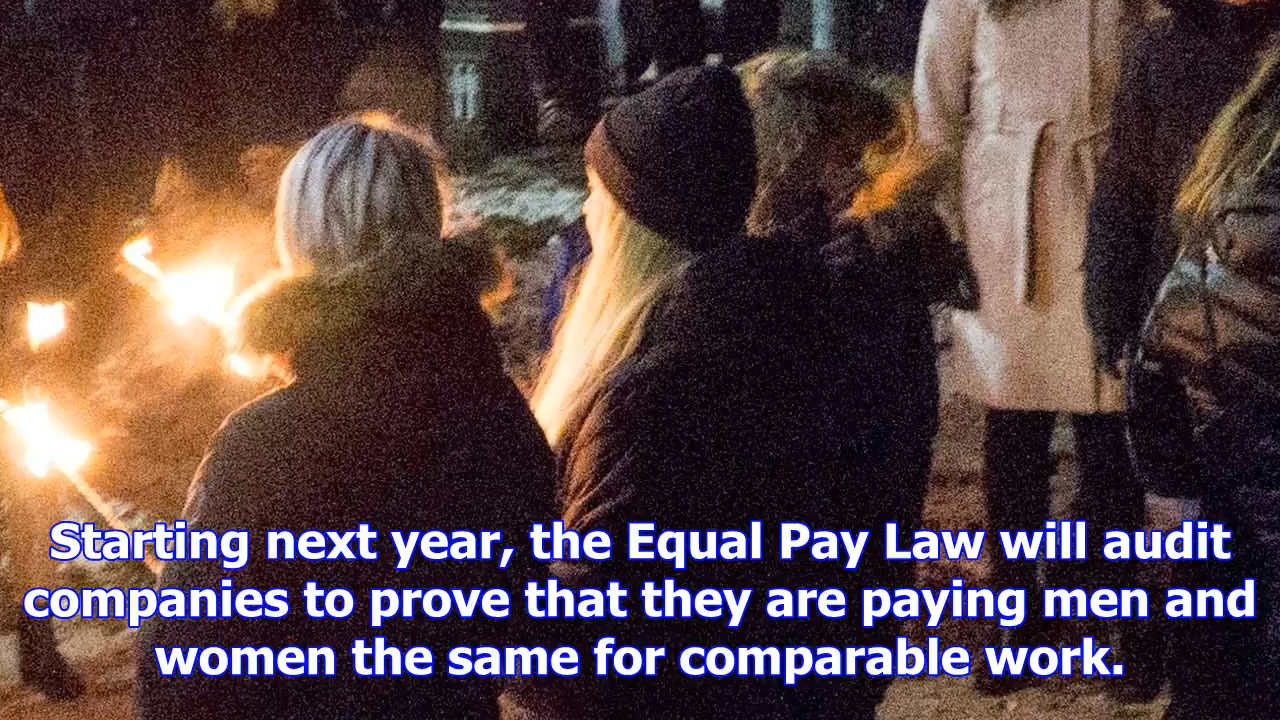 Starting next year, the Equal Pay Law will audit
companies to prove that they are paying men and
women the same for comparable work.